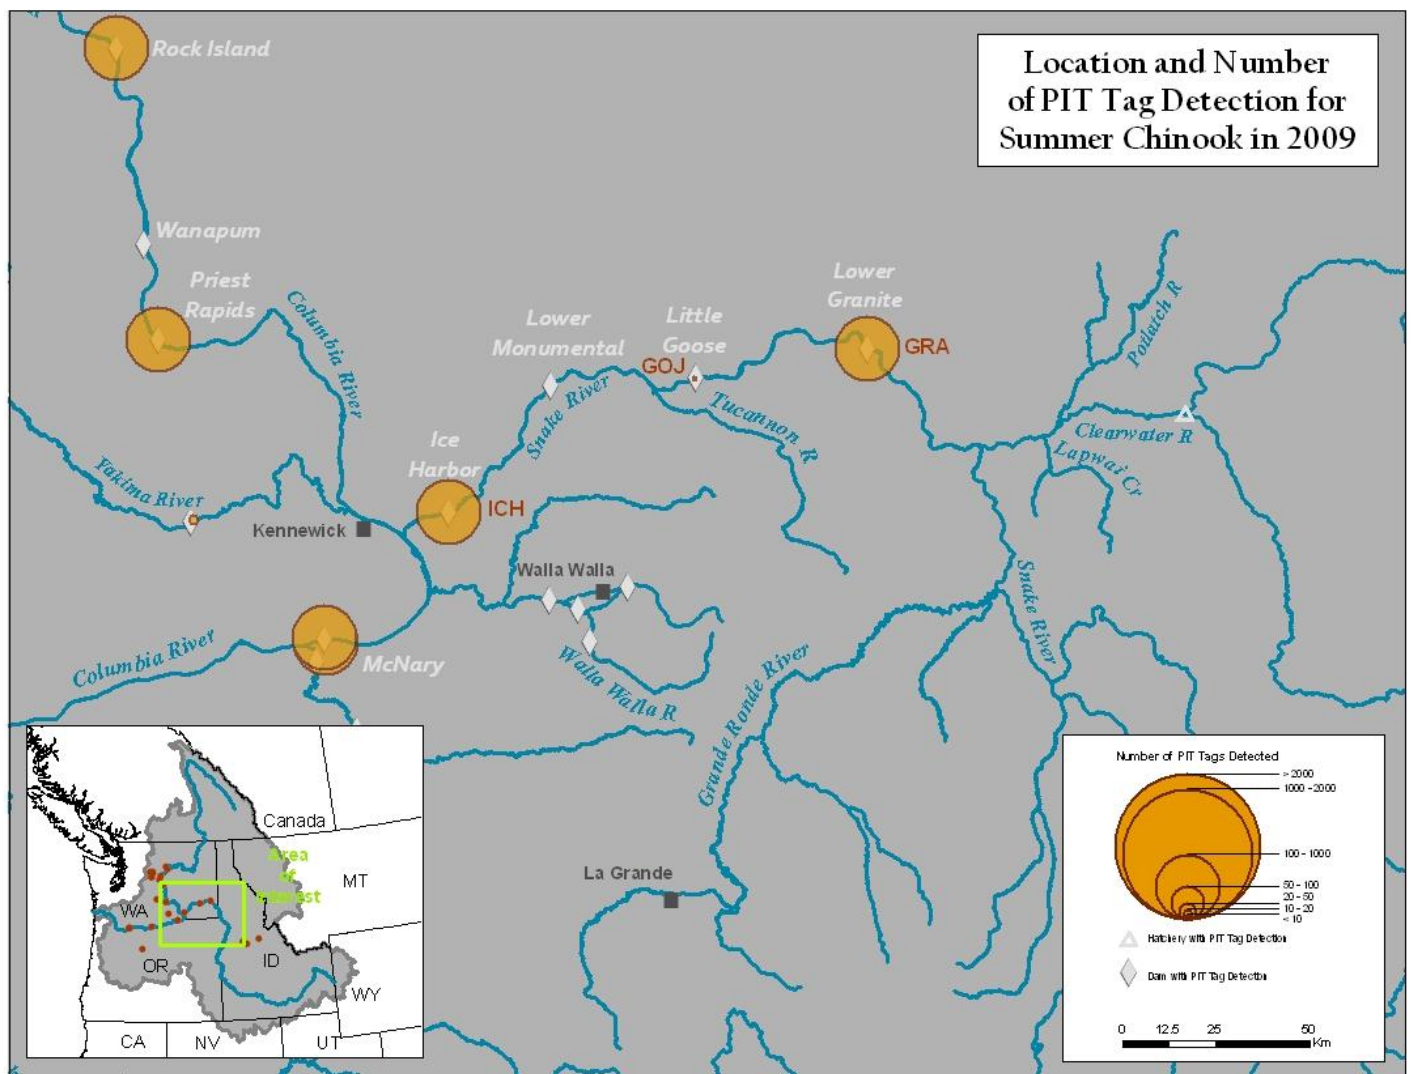 Location and Number
of PIT Tag Detection for
Summer Chinook in 2009
Rock Island
Wanapum
Priest
Rapids
Columbia River
Lower
Monumental
Little
Goose
GOJ
Lower
Granite
GRA
Potlatch R
Clearwater R
Lapwai Cr
Tucannon R
Snake River
Ice
Harbor
ICH
Yakima River
Kennewick
Walla Walla
Walla Walla R
McNary
Columbia River
Snake River
Grande Ronde River
La Grande
Canada
Area
of
Interest
MT
WA
OR
ID
WY
CA
NV
UT
Number of PIT Tags Detected
> 2000
1000 - 2000
100 - 1000
50 - 100
20 - 50
10 - 20
< 10
Hatchery with PIT Tag Detection
Dam with PIT Tag Detection
0 12.5 25 50
Km